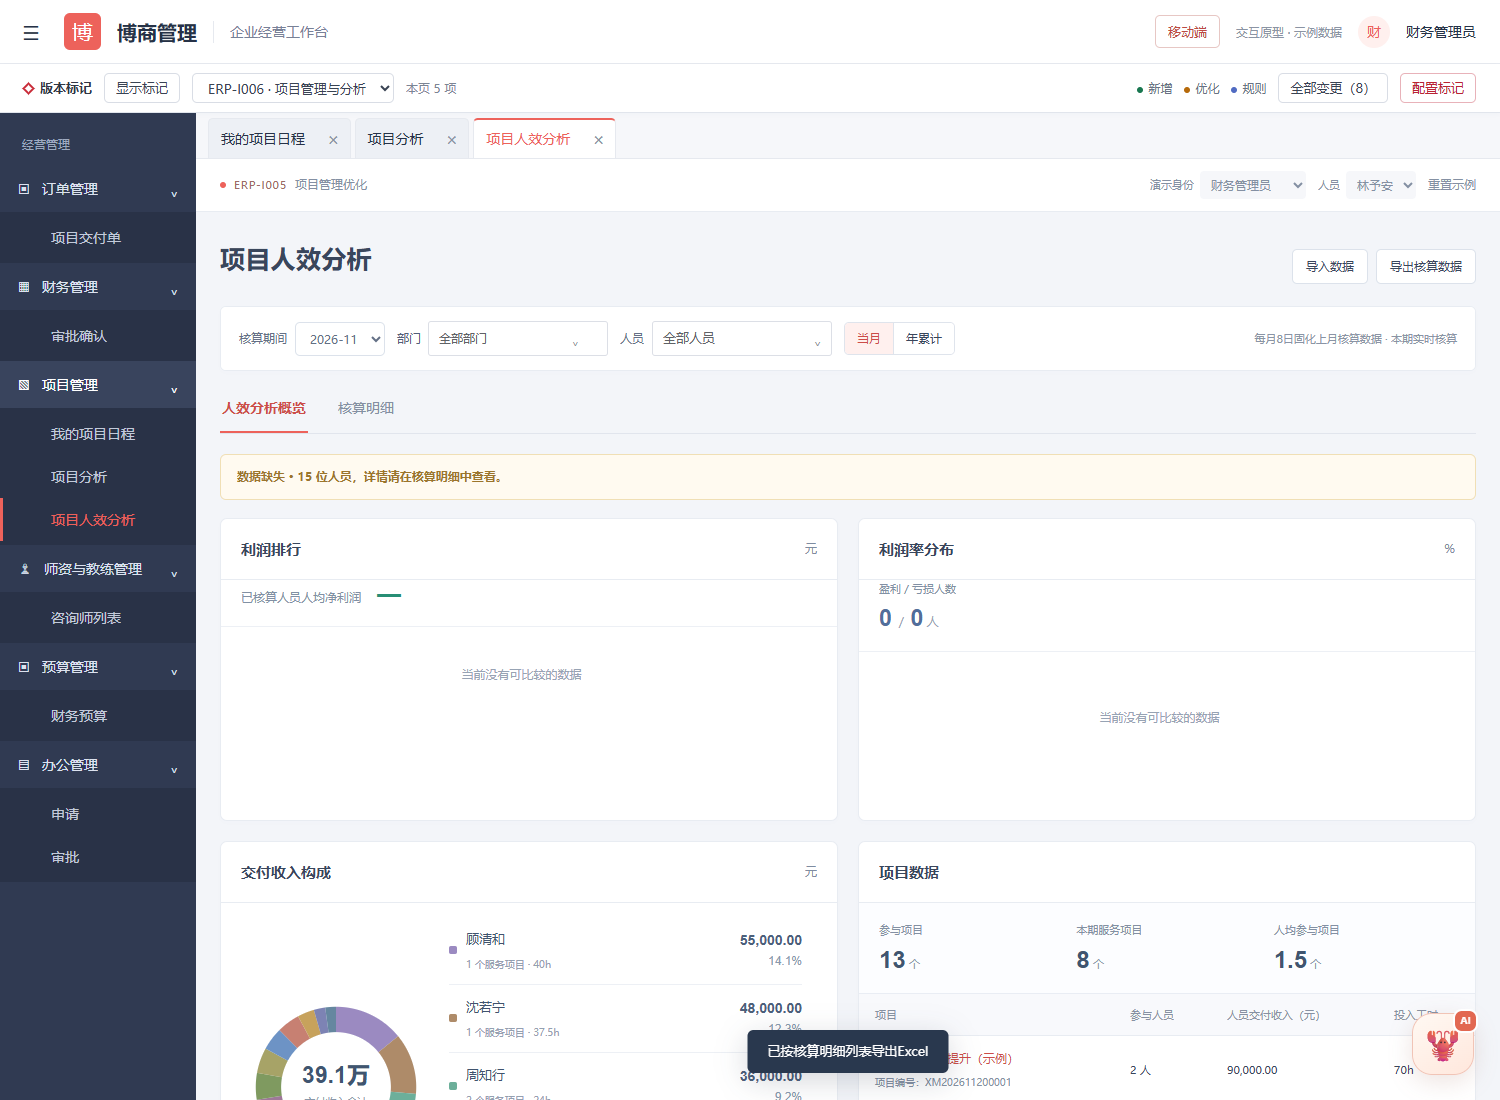 ☰ 博 博商管理 企业经营工作台 移动端 交互原型 · 示例数据 财 财务管理员
版本标记 显示标记 ERP-I006 · 项目管理与分析 本页 5 项 新增 优化 规则 全部变更（8） 配置标记
经营管理
订单管理
项目交付单
财务管理
审批确认
项目管理
我的项目日程
项目分析
项目人效分析
师资与教练管理
咨询师列表
预算管理
财务预算
办公管理
申请
审批
我的项目日程 × 项目分析 × 项目人效分析 ×
ERP-I005 项目管理优化 演示身份 财务管理员 人员 林予安 重置示例
项目人效分析
导入数据 导出核算数据
核算期间 2026-11 部门 全部部门 人员 全部人员 当月 年累计 每月8日固化上月核算数据 · 本期实时核算
人效分析概览 核算明细
数据缺失 · 15 位人员，详情请在核算明细中查看。
利润排行 元
已核算人员人均净利润
当前没有可比较的数据
利润率分布 %
盈利 / 亏损人数
0 / 0 人
当前没有可比较的数据
交付收入构成 元
39.1万
顾清和 55,000.00
1 个服务项目 · 40h 14.1%
沈若宁 48,000.00
1 个服务项目 · 37.5h 12.3%
周知行 36,000.00
9.2%
项目数据
参与项目 本期服务项目 人均参与项目
13 个 8 个 1.5 个
项目 参与人员 人员交付收入（元） 投入工时
提升（示例）
项目编号：XM202611200001
2 人 90,000.00 70h
已按核算明细列表导出Excel
AI